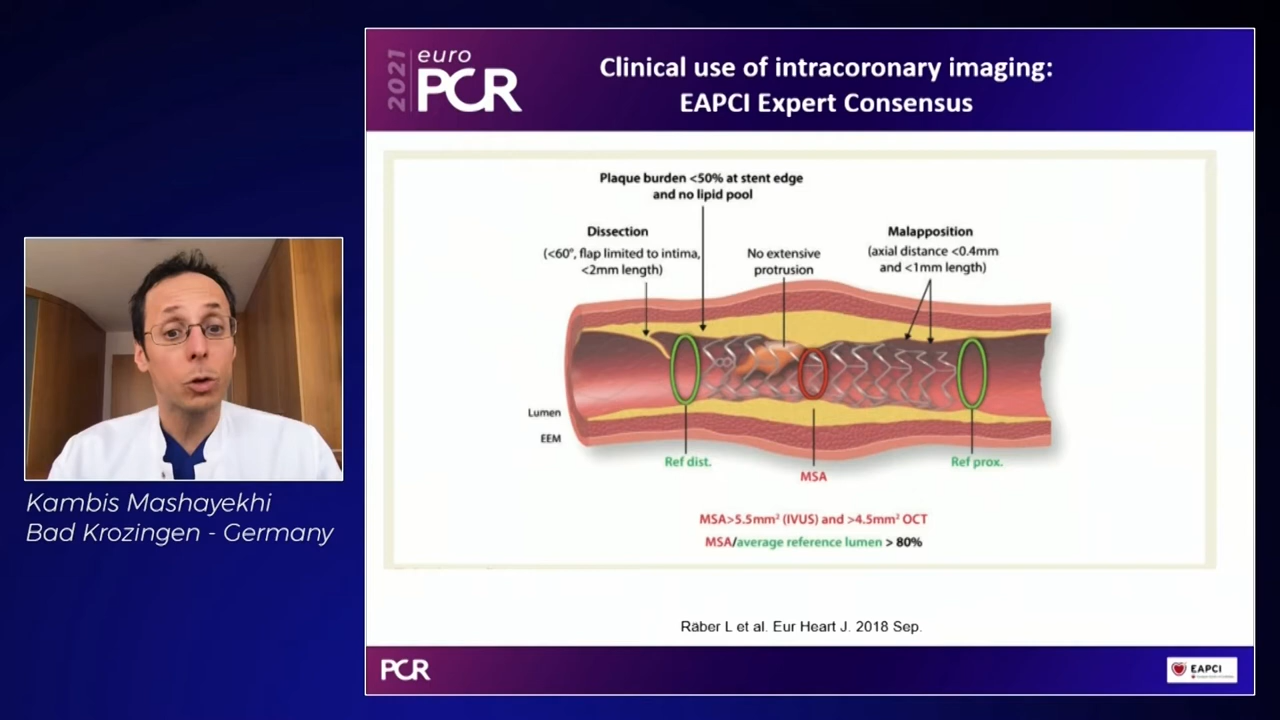 2021
euro
PCR
Clinical use of intracoronary imaging:
EAPCI Expert Consensus
Plaque burden <50% at stent edge
and no lipid pool
Dissection
(<60°, flap limited to intima,
<2mm length)
No extensive
protrusion
Malapposition
(axial distance <0.4mm
and <1mm length)
Lumen
EEM
Ref dist.
MSA
Ref prox.
MSA>5.5mm² (IVUS) and >4.5mm² OCT
MSA/average reference lumen > 80%
Räber L et al. Eur Heart J. 2018 Sep.
Kambis Mashayekhi
Bad Krozingen - Germany
PCR
EAPCI